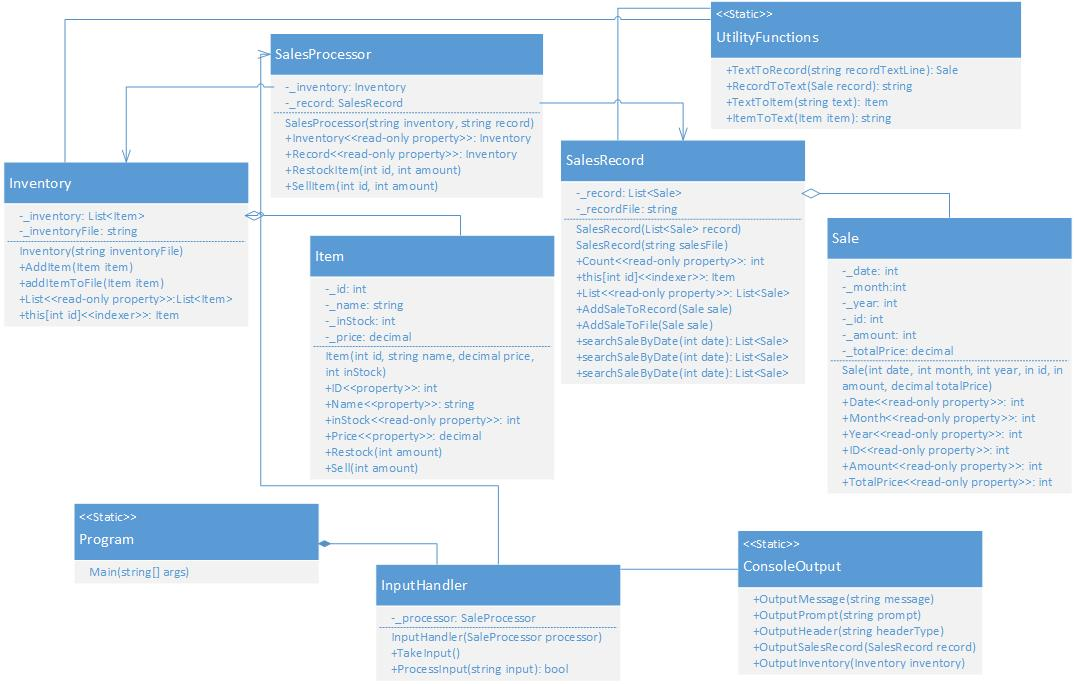 <<Static>>
UtilityFunctions
+TextToRecord(string recordTextLine): Sale
+RecordToText(Sale record): string
+TextToItem(string text): Item
+ItemToText(Item item): string
SalesProcessor
-_inventory: Inventory
-_record: SalesRecord
SalesProcessor(string inventory, string record)
+Inventory<<read-only property>>: Inventory
+Record<<read-only property>>: Inventory
+RestockItem(int id, int amount)
+SellItem(int id, int amount)
Inventory
-_inventory: List<Item>
-_inventoryFile: string
Inventory(string inventoryFile)
+AddItem(Item item)
+addItemToFile(Item item)
+List<<read-only property>>:List<Item>
+this[int id]<<indexer>>: Item
SalesRecord
-_record: List<Sale>
-_recordFile: string
SalesRecord(List<Sale> record)
SalesRecord(string salesFile)
+Count<<read-only property>>: int
+this[int id]<<indexer>>: Item
+List<<read-only property>>: List<Sale>
+AddSaleToRecord(Sale sale)
+AddSaleToFile(Sale sale)
+searchSaleByDate(int date): List<Sale>
+searchSaleByDate(int date): List<Sale>
+searchSaleByDate(int date): List<Sale>
Item
-_id: int
-_name: string
-_inStock: int
-_price: decimal
Item(int id, string name, decimal price,
int inStock)
+ID<<property>>: int
+Name<<property>>: string
+inStock<<read-only property>>: int
+Price<<property>>: decimal
+Restock(int amount)
+Sell(int amount)
Sale
-_date: int
-_month:int
-_year: int
-_id: int
-_amount: int
-_totalPrice: decimal
Sale(int date, int month, int year, in id, in
amount, decimal totalPrice)
+Date<<read-only property>>: int
+Month<<read-only property>>: int
+Year<<read-only property>>: int
+ID<<read-only property>>: int
+Amount<<read-only property>>: int
+TotalPrice<<read-only property>>: int
<<Static>>
Program
Main(string[] args)
InputHandler
-_processor: SaleProcessor
InputHandler(SaleProcessor processor)
+TakeInput()
+ProcessInput(string input): bool
<<Static>>
ConsoleOutput
+OutputMessage(string message)
+OutputPrompt(string prompt)
+OutputHeader(string headerType)
+OutputSalesRecord(SalesRecord record)
+OutputInventory(Inventory inventory)